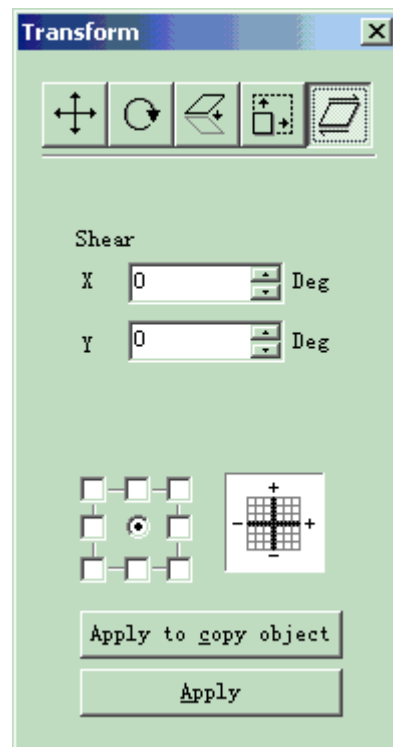 Transform
Shear
X 0 Deg
Y 0 Deg
+
- +
-
Apply to copy object
Apply